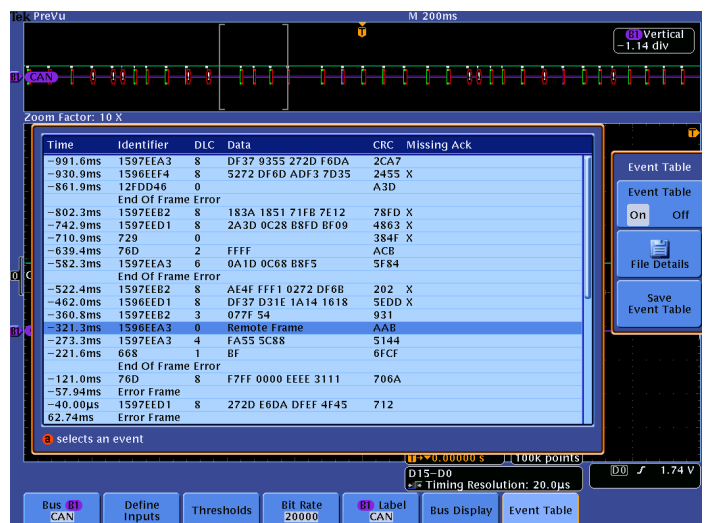 Tek PreVu M 200ms
T
B1 Vertical
−1.14 div
B1 CAN
Zoom Factor: 10 X
Time Identifier DLC Data CRC Missing Ack
−991.6ms 1597EEA3 8 DF37 9355 272D F6DA 2CA7
−930.9ms 1596EEF4 8 5272 DF6D ADF3 7D35 2455 X
−861.9ms 12FDD46 0 A3D
End Of Frame Error
−802.3ms 1597EEB2 8 183A 1851 71FB 7E12 78FD X
−742.9ms 1597EED1 8 2A3D 0C28 B8FD BF09 4863 X
−710.9ms 729 0 384F X
−639.4ms 76D 2 FFFF ACB
−582.3ms 1597EEA3 6 0A1D 0C68 B8F5 5F84
End Of Frame Error
−522.4ms 1597EEB2 8 AE4F FFF1 0272 DF6B 202 X
−462.0ms 1596EED1 8 DF37 D31E 1A14 1618 5EDD X
−360.8ms 1597EEB2 3 077F 54 931
−321.3ms 1596EEA3 0 Remote Frame AAB
−273.3ms 1597EEA3 4 FA55 5C88 5144
−221.6ms 668 1 BF 6FCF
End Of Frame Error
−121.0ms 76D 8 F7FF 0000 EEEE 3111 706A
−57.94ms Error Frame
−40.00µs 1597EED1 8 272D E6DA DFEF 4F45 712
62.74ms Error Frame
a selects an event
Event Table
Event Table
On Off
File Details
Save
Event Table
T→▼0.00000 s 100k points
D15–D0
Timing Resolution: 20.0µs
D0 1.74 V
Bus B1
CAN
Define
Inputs
Thresholds
Bit Rate
20000
B1 Label
CAN
Bus Display
Event Table